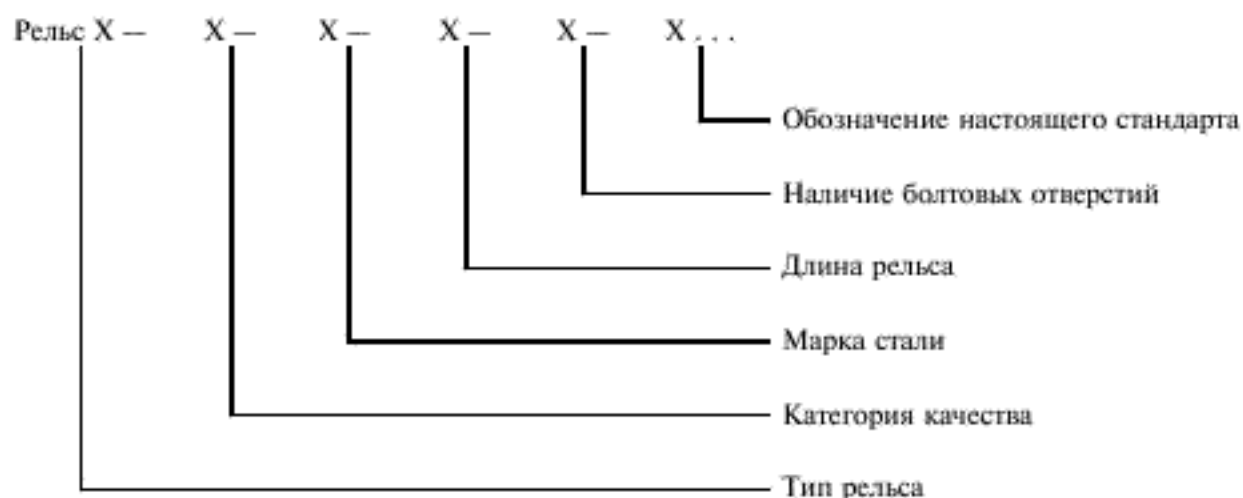 Рельс X — X — X — X — X — X . . .
Обозначение настоящего стандарта
Наличие болтовых отверстий
Длина рельса
Марка стали
Категория качества
Тип рельса